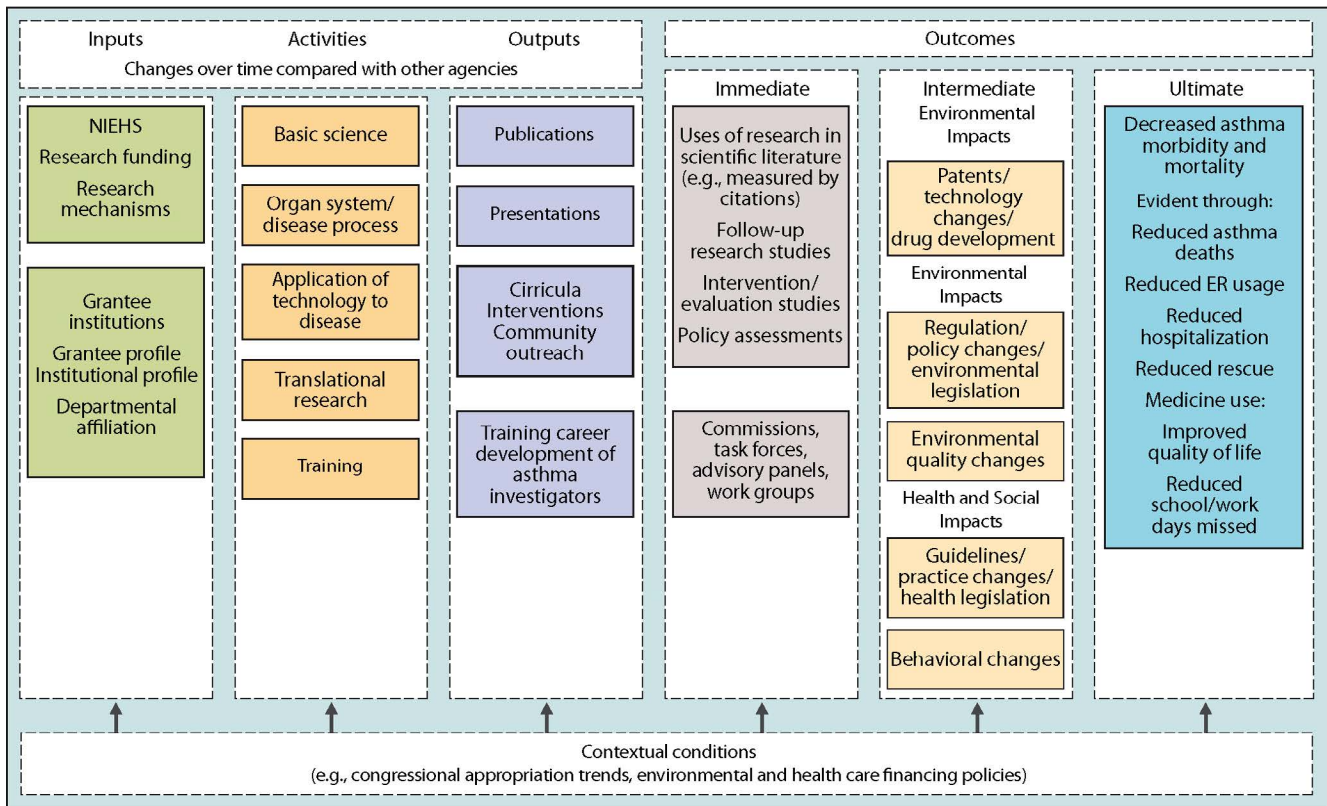 Inputs
Activities
Outputs
Changes over time compared with other agencies
Outcomes
NIEHS
Research funding
Research
mechanisms
Grantee
institutions
Grantee profile
Institutional profile
Departmental
affiliation
Basic science
Organ system/
disease process
Application of
technology to
disease
Translational
research
Training
Publications
Presentations
Cirricula
Interventions
Community
outreach
Training career
development of
asthma
investigators
Immediate
Uses of research in
scientific literature
(e.g., measured by
citations)
Follow-up
research studies
Intervention/
evaluation studies
Policy assessments
Commissions,
task forces,
advisory panels,
work groups
Intermediate
Environmental
Impacts
Patents/
technology
changes/
drug development
Environmental
Impacts
Regulation/
policy changes/
environmental
legislation
Environmental
quality changes
Health and Social
Impacts
Guidelines/
practice changes/
health legislation
Behavioral changes
Ultimate
Decreased asthma
morbidity and
mortality
Evident through:
Reduced asthma
deaths
Reduced ER usage
Reduced
hospitalization
Reduced rescue
Medicine use:
Improved
quality of life
Reduced
school/work
days missed
Contextual conditions
(e.g., congressional appropriation trends, environmental and health care financing policies)